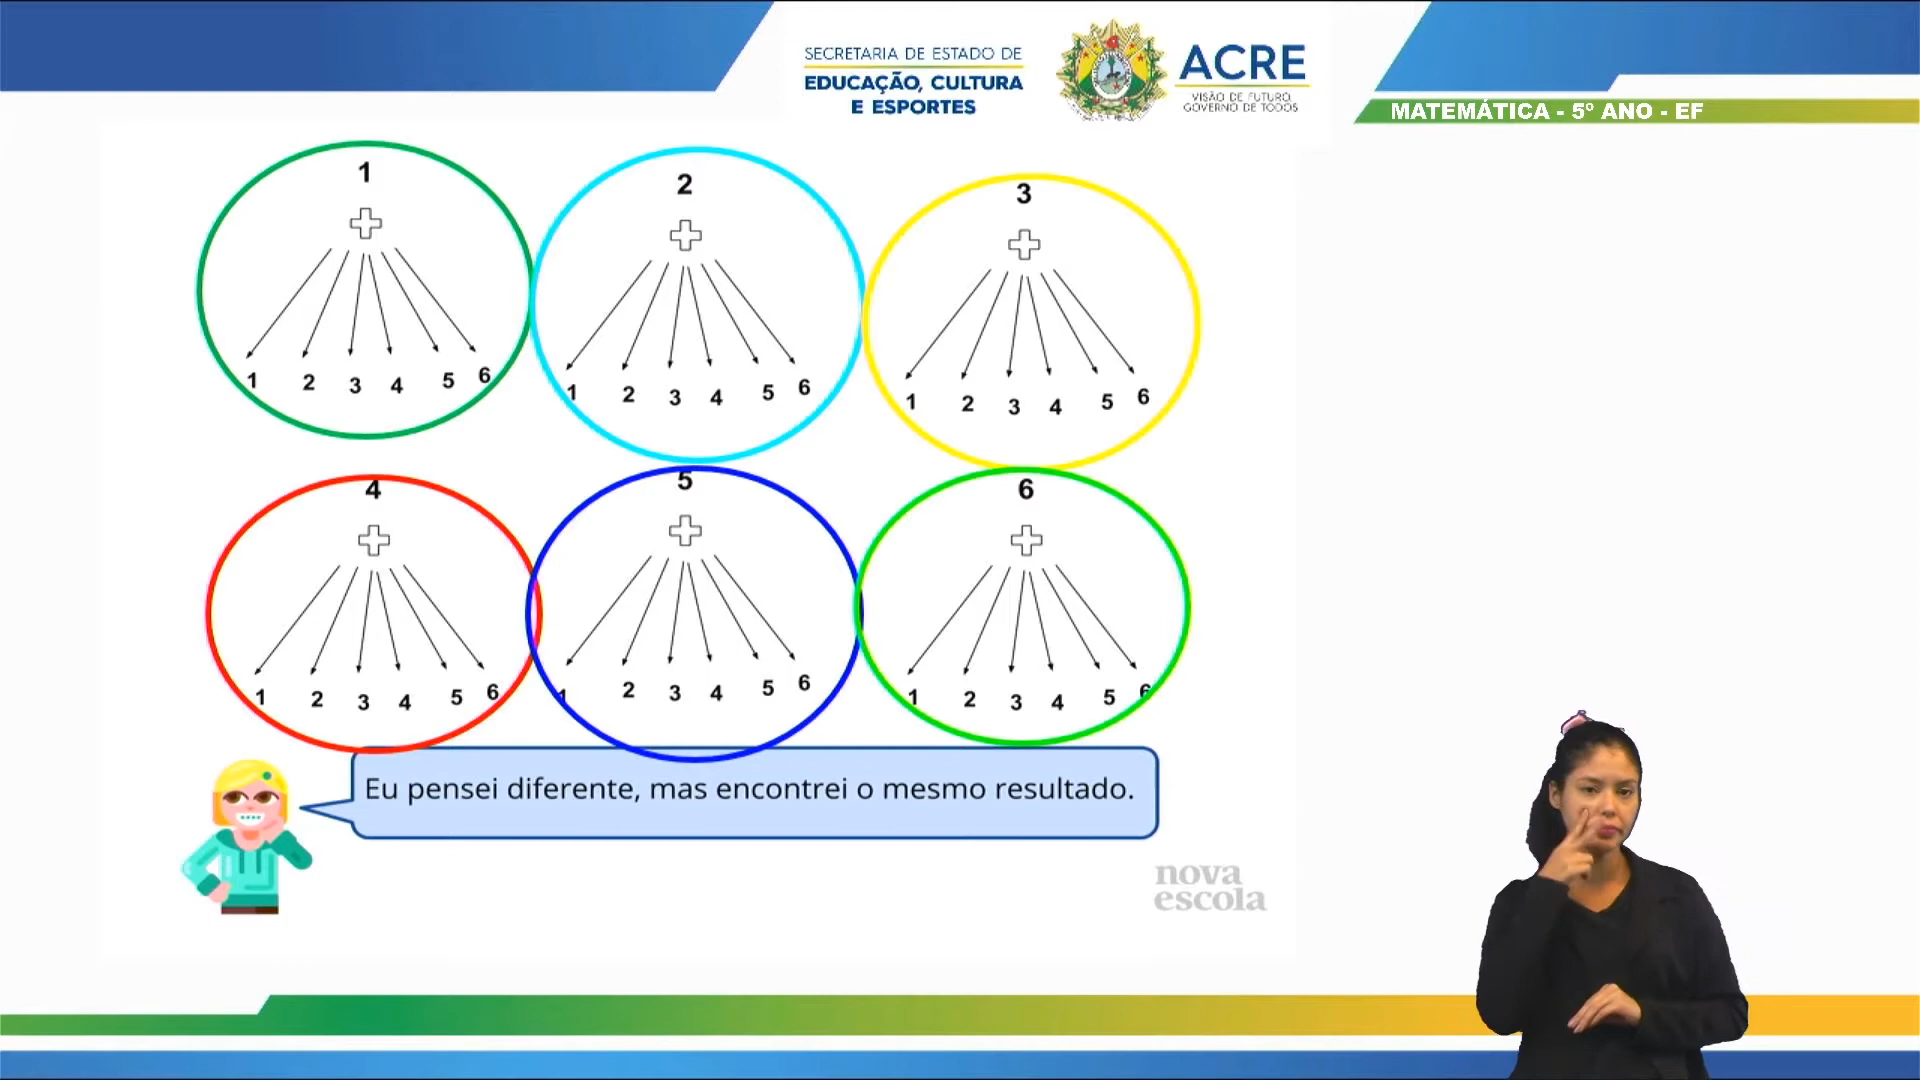 SECRETARIA DE ESTADO DE
EDUCAÇÃO, CULTURA
E ESPORTES
ACRE
VISÃO DE FUTURO,
GOVERNO DE TODOS
MATEMÁTICA - 5º ANO - EF
1
1 2 3 4 5 6
2
1 2 3 4 5 6
3
1 2 3 4 5 6
4
1 2 3 4 5 6
5
1 2 3 4 5 6
6
1 2 3 4 5 6
Eu pensei diferente, mas encontrei o mesmo resultado.
nova
escola